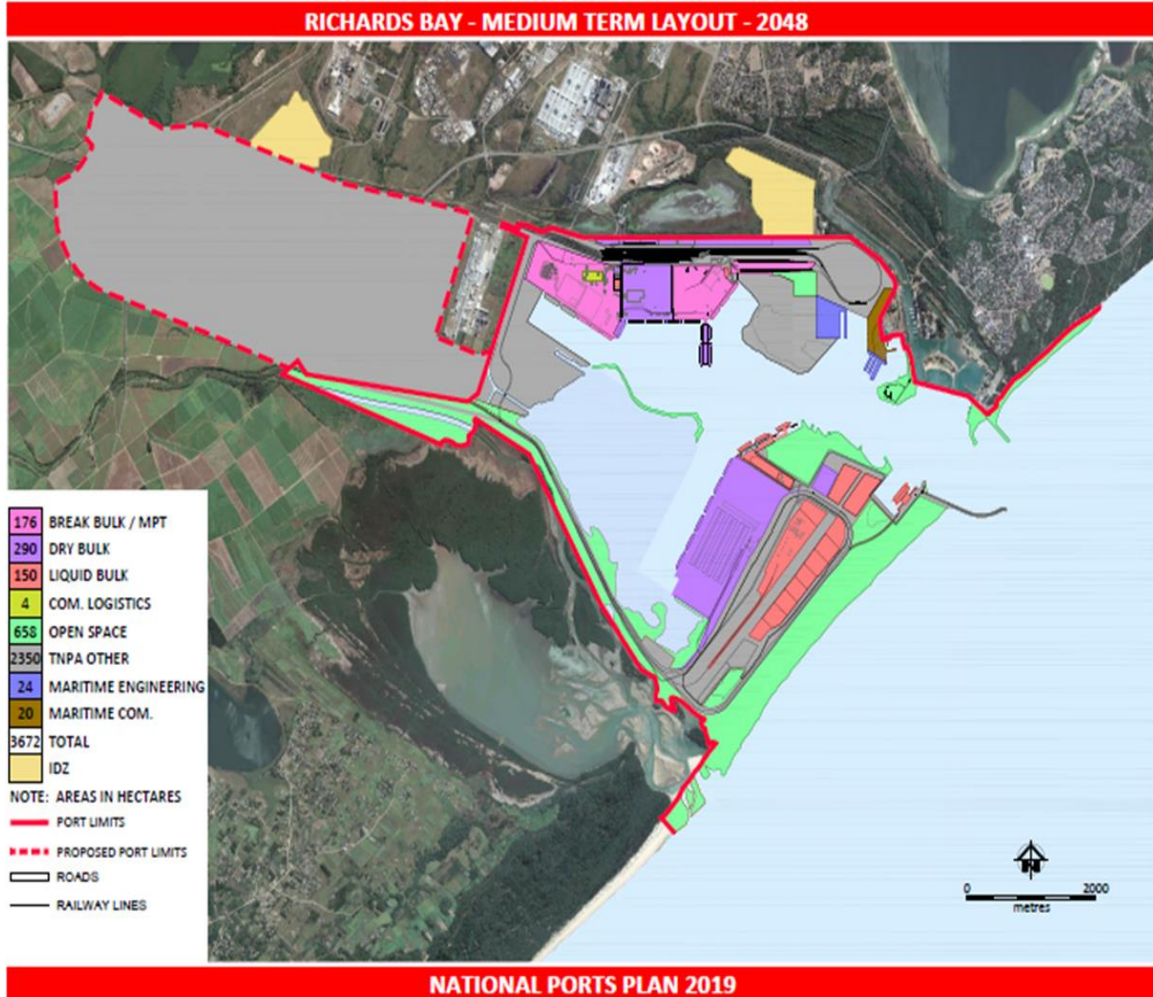 RICHARDS BAY - MEDIUM TERM LAYOUT - 2048
176 BREAK BULK / MPT
290 DRY BULK
150 LIQUID BULK
4 COM. LOGISTICS
658 OPEN SPACE
2350 TNPA OTHER
24 MARITIME ENGINEERING
20 MARITIME COM.
3672 TOTAL
IDZ
NOTE: AREAS IN HECTARES
PORT LIMITS
PROPOSED PORT LIMITS
ROADS
RAILWAY LINES
0 2000
metres
NATIONAL PORTS PLAN 2019